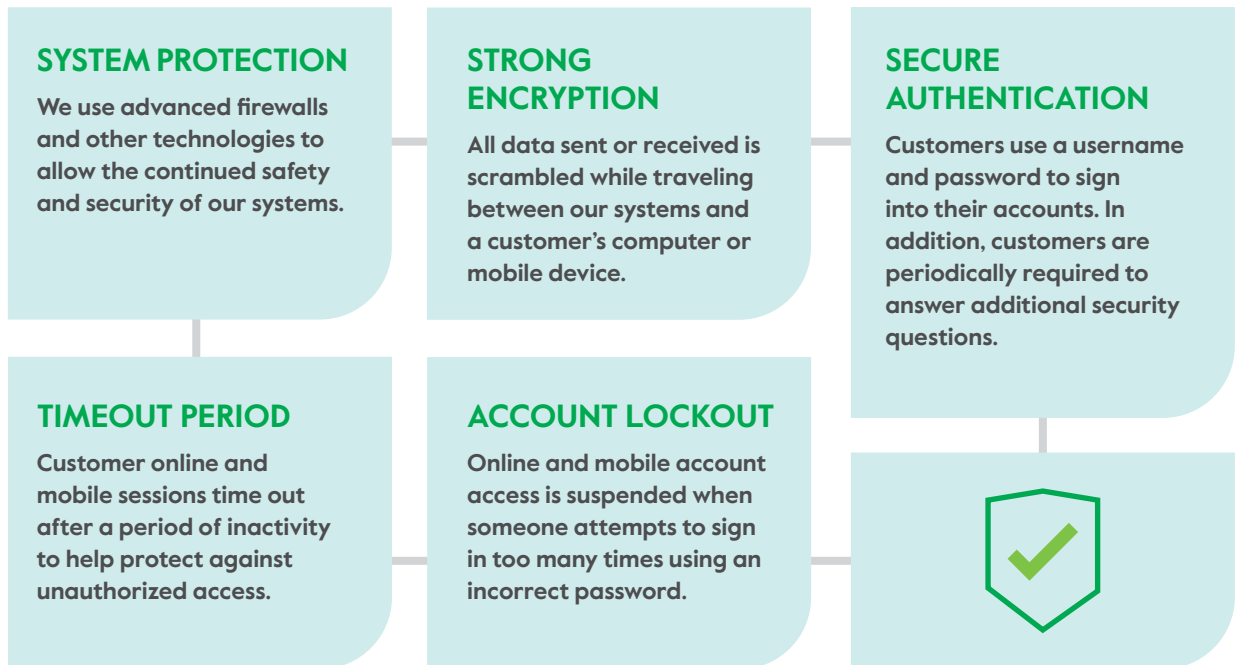 SYSTEM PROTECTION
We use advanced firewalls
and other technologies to
allow the continued safety
and security of our systems.
STRONG
ENCRYPTION
All data sent or received is
scrambled while traveling
between our systems and
a customer’s computer or
mobile device.
SECURE
AUTHENTICATION
Customers use a username
and password to sign
into their accounts. In
addition, customers are
periodically required to
answer additional security
questions.
TIMEOUT PERIOD
Customer online and
mobile sessions time out
after a period of inactivity
to help protect against
unauthorized access.
ACCOUNT LOCKOUT
Online and mobile account
access is suspended when
someone attempts to sign
in too many times using an
incorrect password.